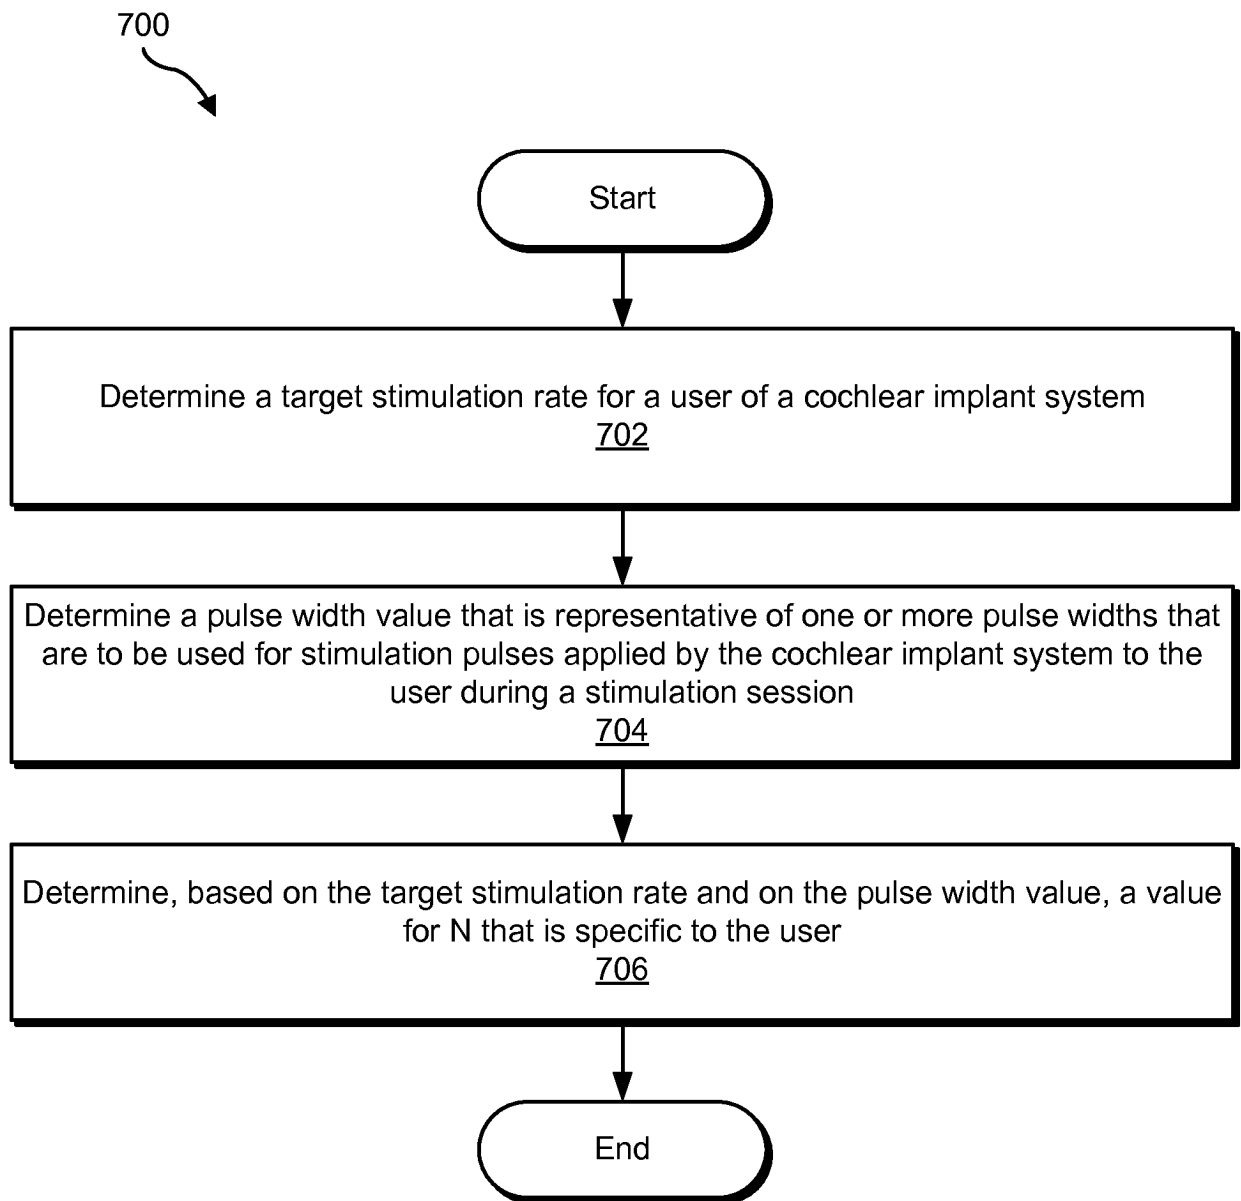 700
Start
Determine a target stimulation rate for a user of a cochlear implant system
702
Determine a pulse width value that is representative of one or more pulse widths that
are to be used for stimulation pulses applied by the cochlear implant system to the
user during a stimulation session
704
Determine, based on the target stimulation rate and on the pulse width value, a value
for N that is specific to the user
706
End